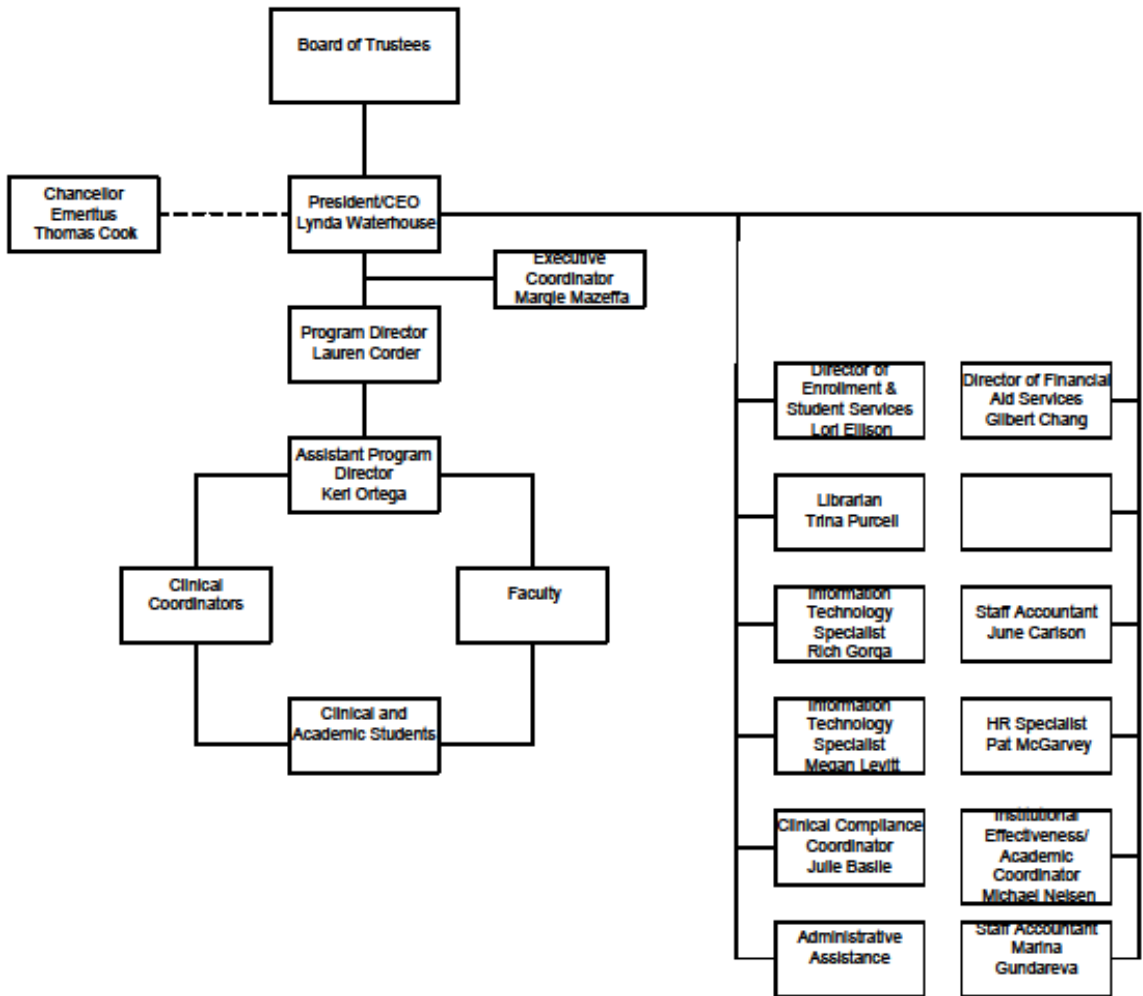 Board of Trustees
Chancellor
Emeritus
Thomas Cook
President/CEO
Lynda Waterhouse
Executive
Coordinator
Margie Mazeffa
Program Director
Lauren Corder
Assistant Program
Director
Keri Ortega
Clinical
Coordinators
Faculty
Clinical and
Academic Students
Director of
Enrollment &
Student Services
Lori Ellison
Director of Financial
Aid Services
Gilbert Chang
Librarian
Trina Purcell
Information
Technology
Specialist
Rich Gorga
Staff Accountant
June Carlson
Information
Technology
Specialist
Megan Levitt
HR Specialist
Pat McGarvey
Clinical Compliance
Coordinator
Julie Basile
Institutional
Effectiveness/
Academic
Coordinator
Michael Nelsen
Administrative
Assistance
Staff Accountant
Marina
Gundareva